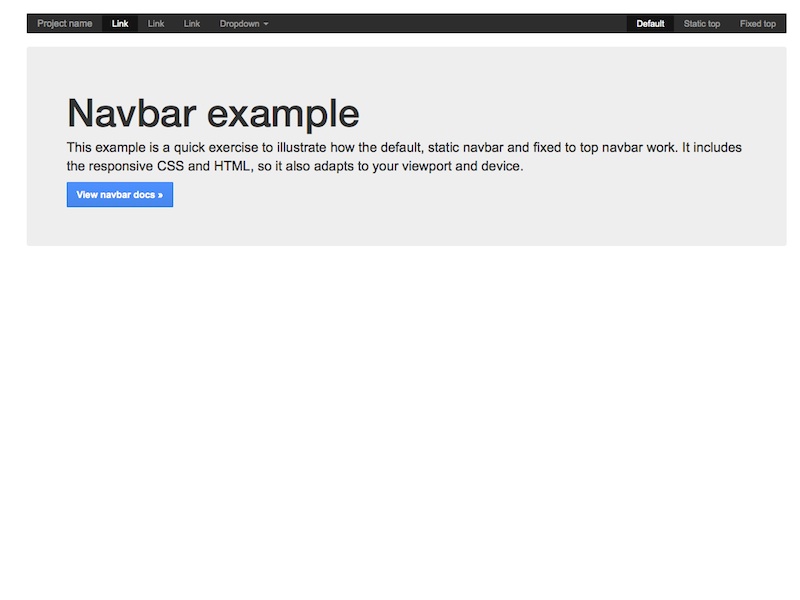 Project name Link Link Link Dropdown Default Static top Fixed top
Navbar example
This example is a quick exercise to illustrate how the default, static navbar and fixed to top navbar work. It includes
the responsive CSS and HTML, so it also adapts to your viewport and device.
View navbar docs »